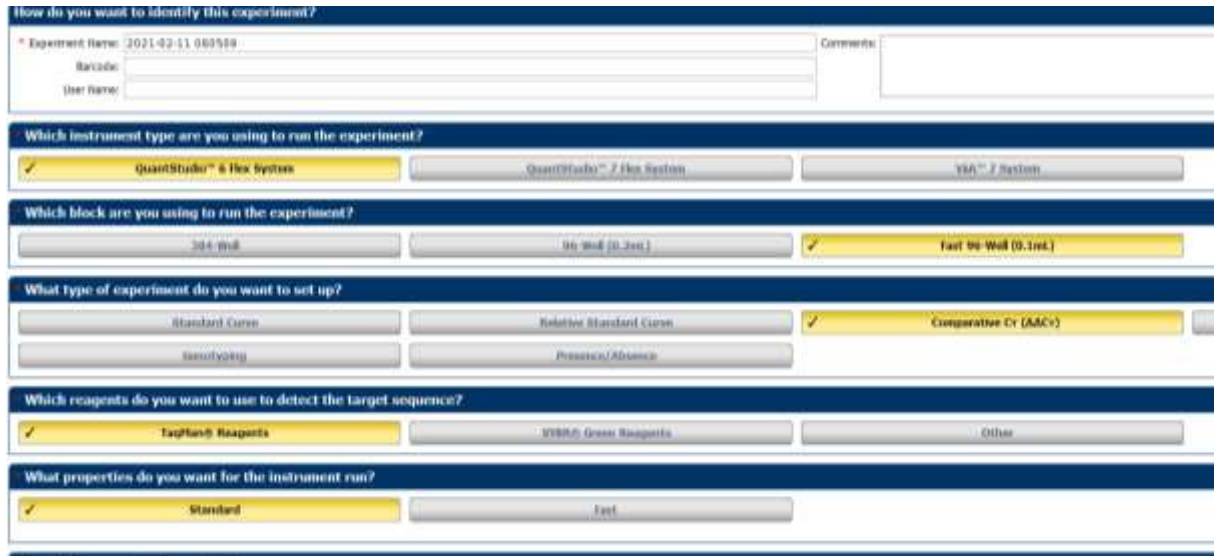 How do you want to identify this experiment?
* Experiment Name: 2021-02-11 080509 Comments:
Barcode:
User Name:
Which instrument type are you using to run the experiment?
✓ QuantStudio™ 6 Flex System QuantStudio™ 7 Flex System ViiA™ 7 System
Which block are you using to run the experiment?
384-Well 96-Well (0.2mL) ✓ Fast 96-Well (0.1mL)
What type of experiment do you want to set up?
Standard Curve Relative Standard Curve ✓ Comparative Cт (ΔΔCт)
Genotyping Presence/Absence
Which reagents do you want to use to detect the target sequence?
✓ TaqMan® Reagents SYBR® Green Reagents Other
What properties do you want for the instrument run?
✓ Standard Fast